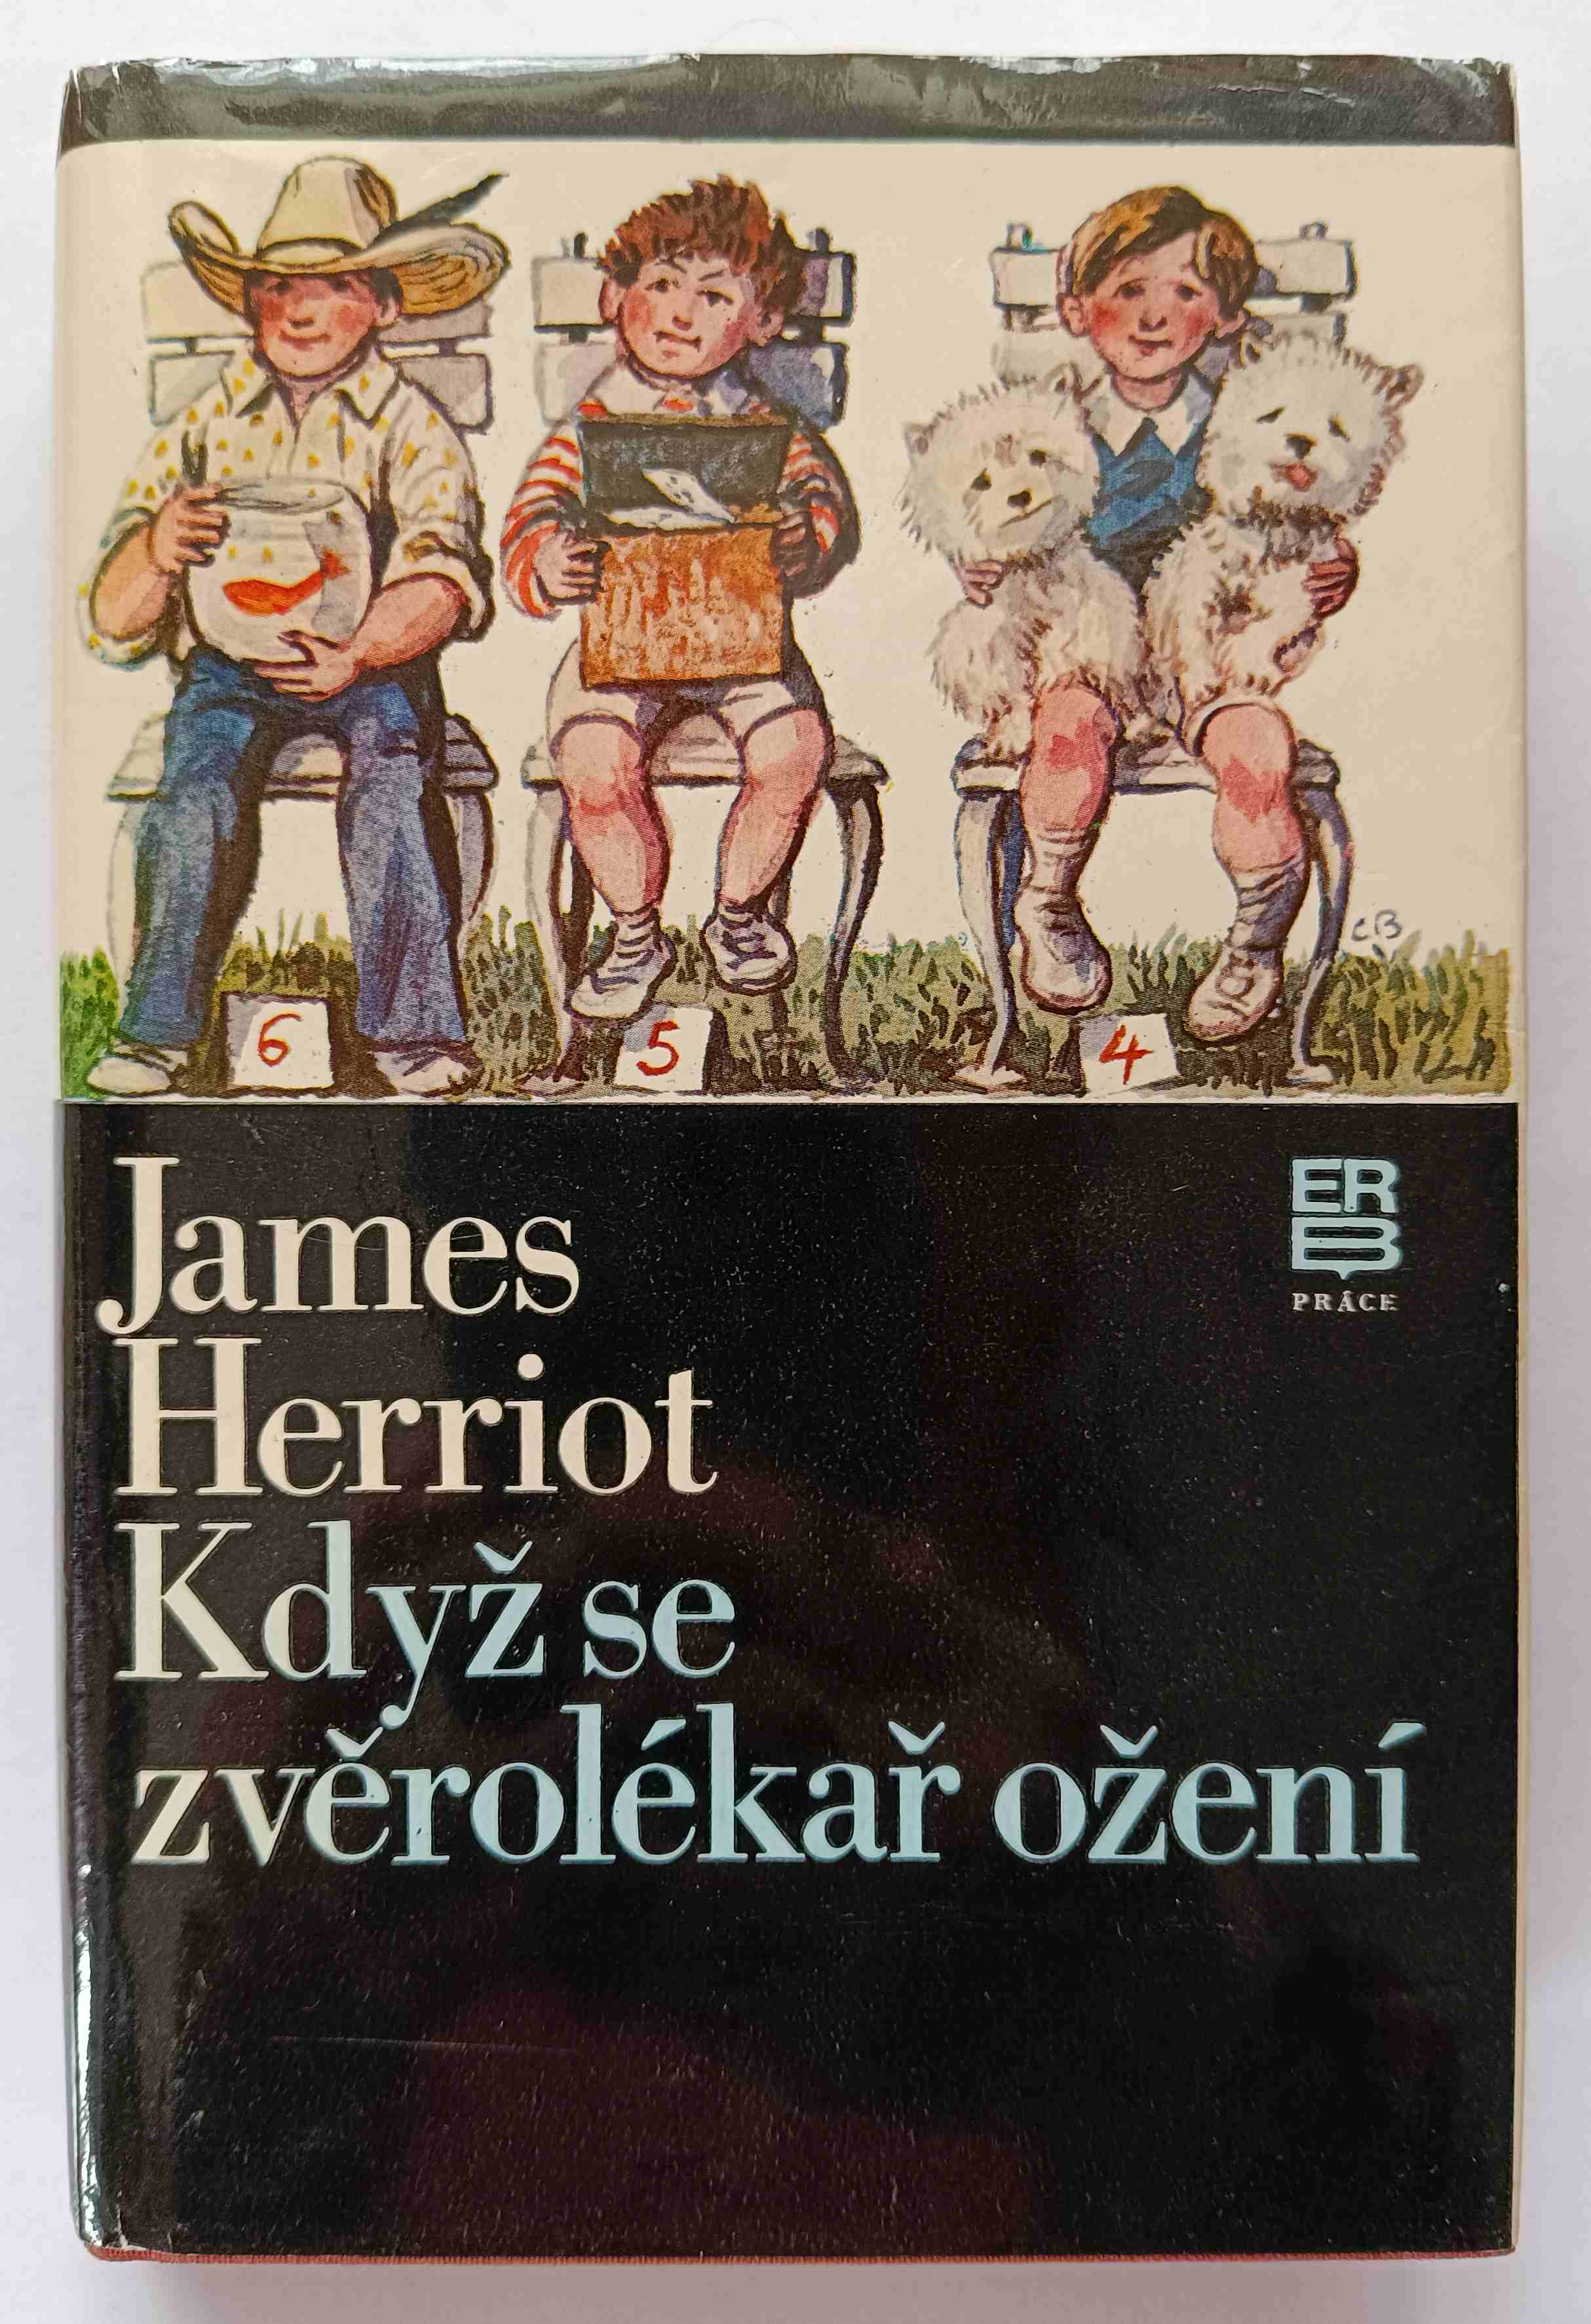 6
5
4
CB
James
Herriot
Když se
zvěrolékař ožení
ER
B
PRÁCE